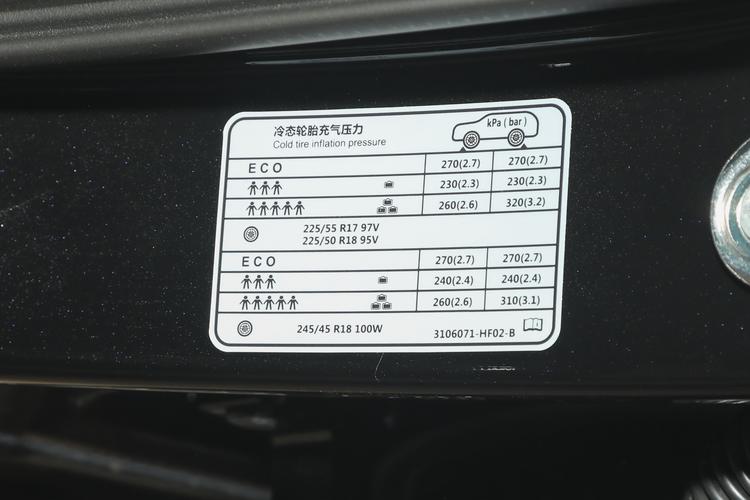 冷态轮胎充气压力
Cold tire inflation pressure
kPa ( bar )
ECO 270(2.7) 270(2.7)
230(2.3) 230(2.3)
260(2.6) 320(3.2)
225/55 R17 97V
225/50 R18 95V
ECO 270(2.7) 270(2.7)
240(2.4) 240(2.4)
260(2.6) 310(3.1)
245/45 R18 100W 3106071-HF02-B